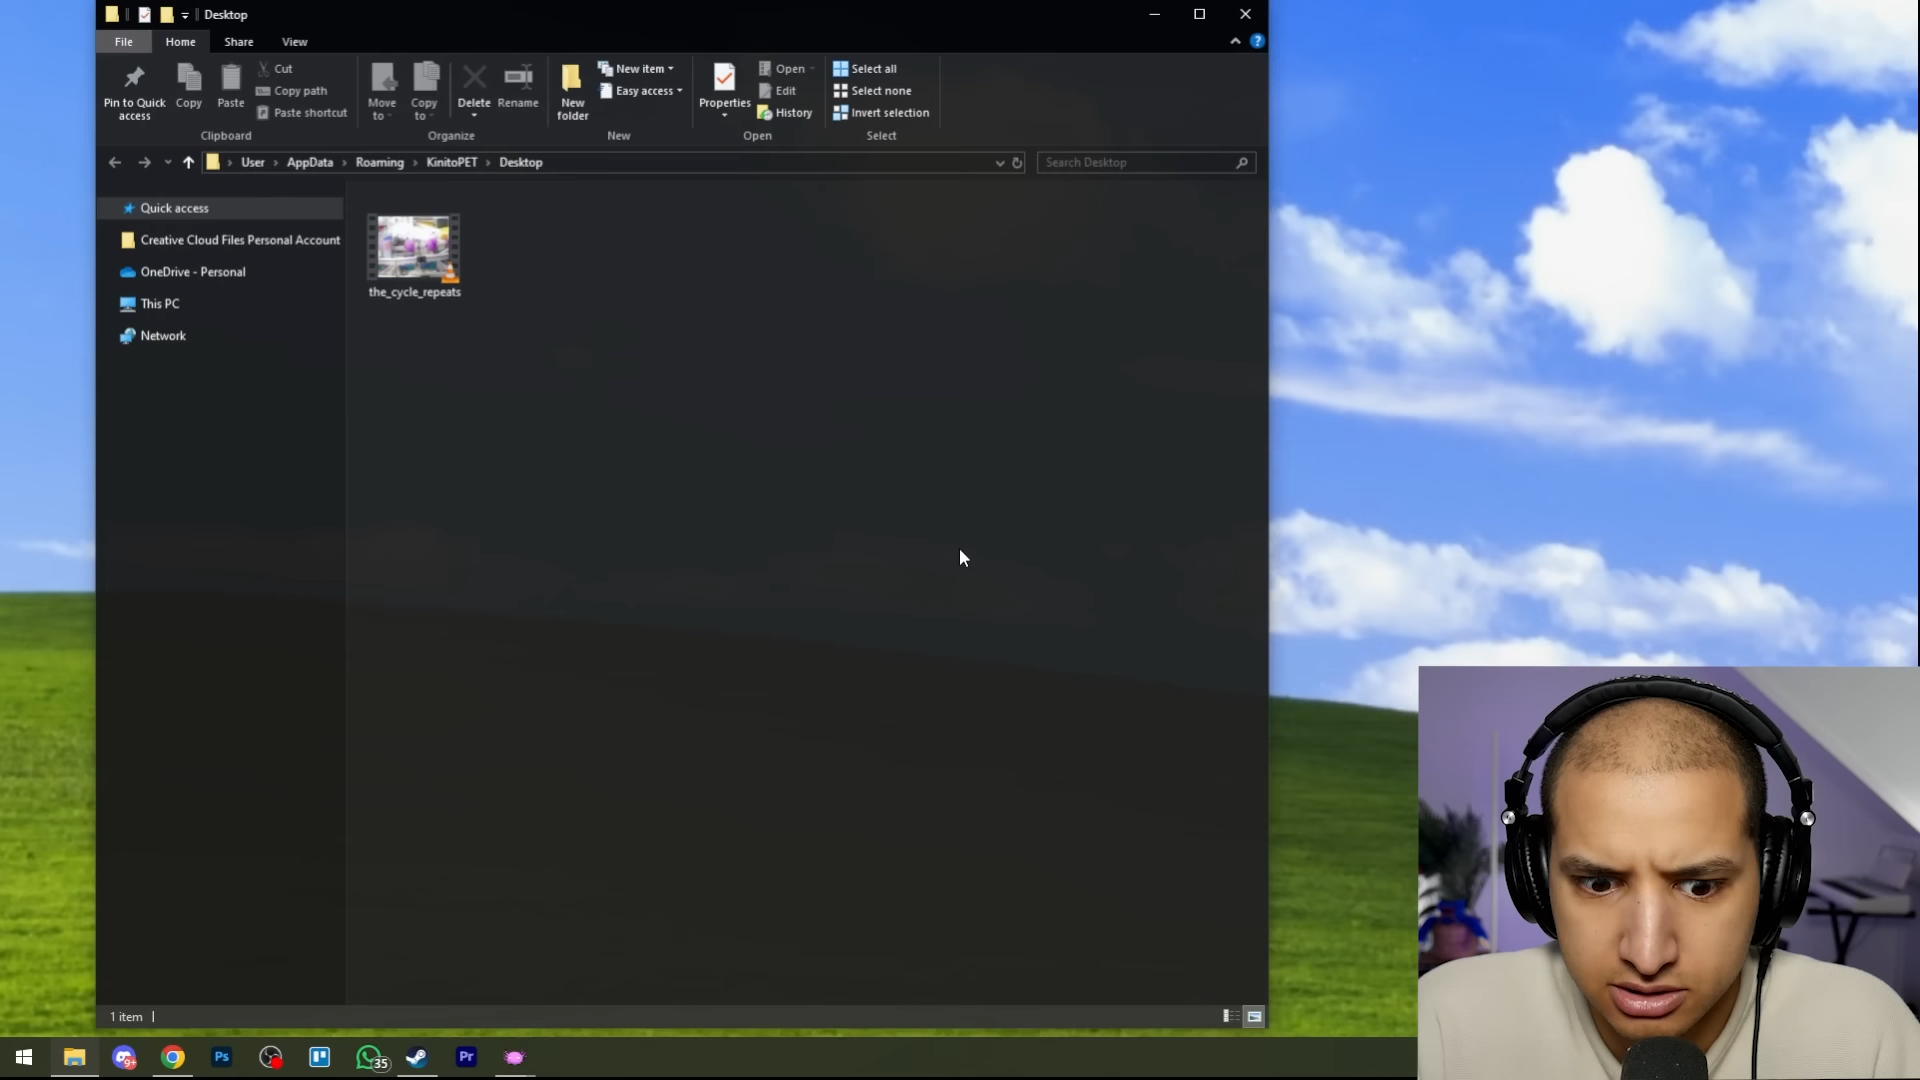 Desktop
File Home Share View
Pin to Quick access
Copy
Paste
Cut
Copy path
Paste shortcut
Clipboard
Move to
Copy to
Delete
Rename
Organize
New folder
New item
Easy access
New
Properties
Open
Edit
History
Open
Select all
Select none
Invert selection
Select
User > AppData > Roaming > KinitoPET > Desktop
Search Desktop
Quick access
Creative Cloud Files Personal Account
OneDrive - Personal
This PC
Network
the_cycle_repeats
1 item
9+
Ps
35
Pr